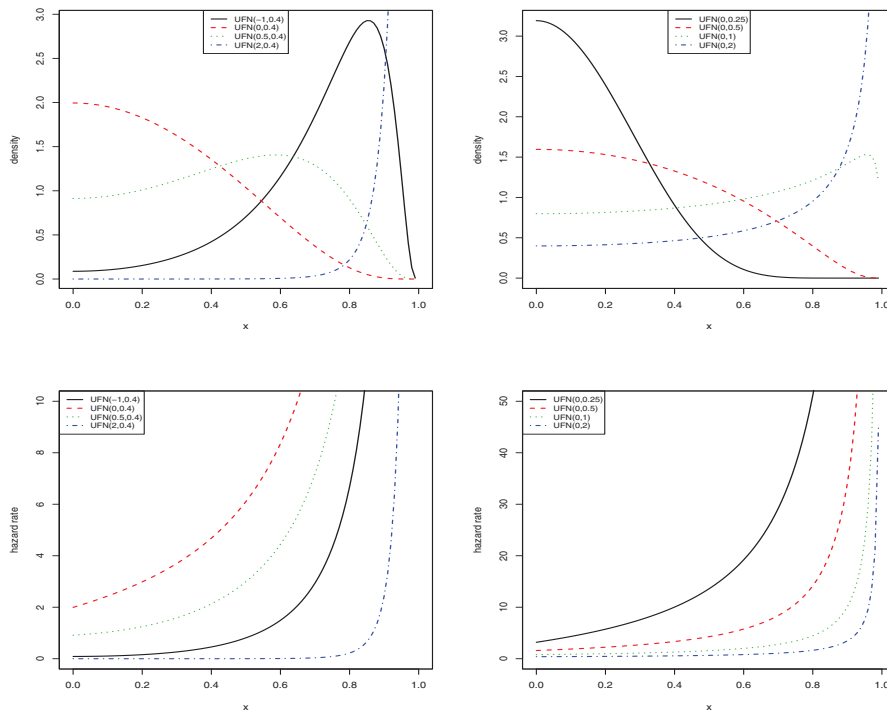 UFN(−1,0.4)
UFN(0,0.4)
UFN(0.5,0.4)
UFN(2,0.4)
density
0.0 0.5 1.0 1.5 2.0 2.5 3.0
0.0 0.2 0.4 0.6 0.8 1.0
x
UFN(0,0.25)
UFN(0,0.5)
UFN(0,1)
UFN(0,2)
density
0.0 0.5 1.0 1.5 2.0 2.5 3.0
0.0 0.2 0.4 0.6 0.8 1.0
x
UFN(−1,0.4)
UFN(0,0.4)
UFN(0.5,0.4)
UFN(2,0.4)
hazard rate
0 2 4 6 8 10
0.0 0.2 0.4 0.6 0.8 1.0
x
UFN(0,0.25)
UFN(0,0.5)
UFN(0,1)
UFN(0,2)
hazard rate
0 10 20 30 40 50
0.0 0.2 0.4 0.6 0.8 1.0
x